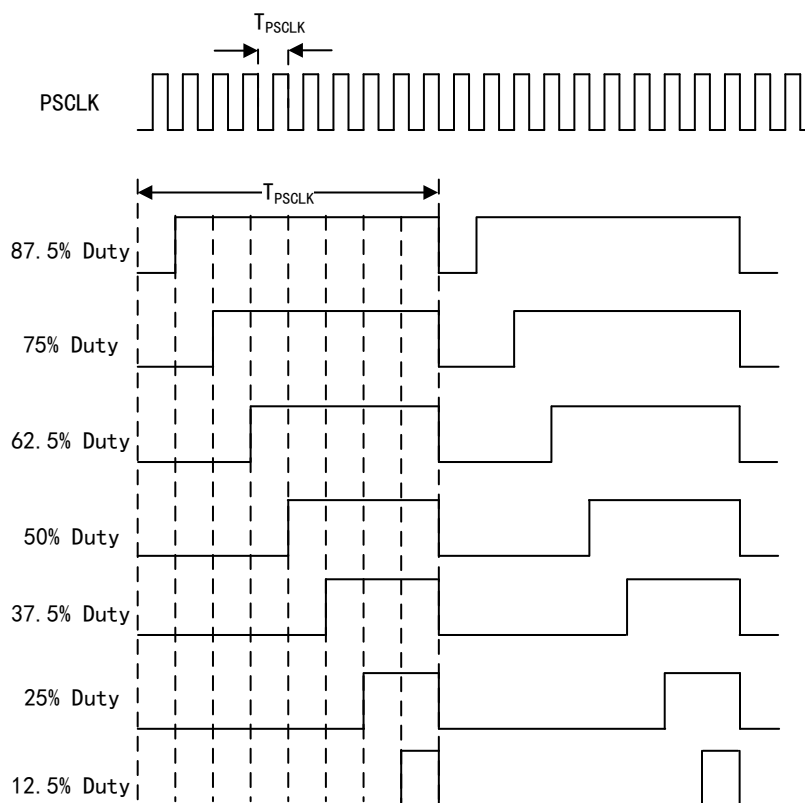 TPSCLK
PSCLK
TPSCLK
87.5% Duty
75% Duty
62.5% Duty
50% Duty
37.5% Duty
25% Duty
12.5% Duty